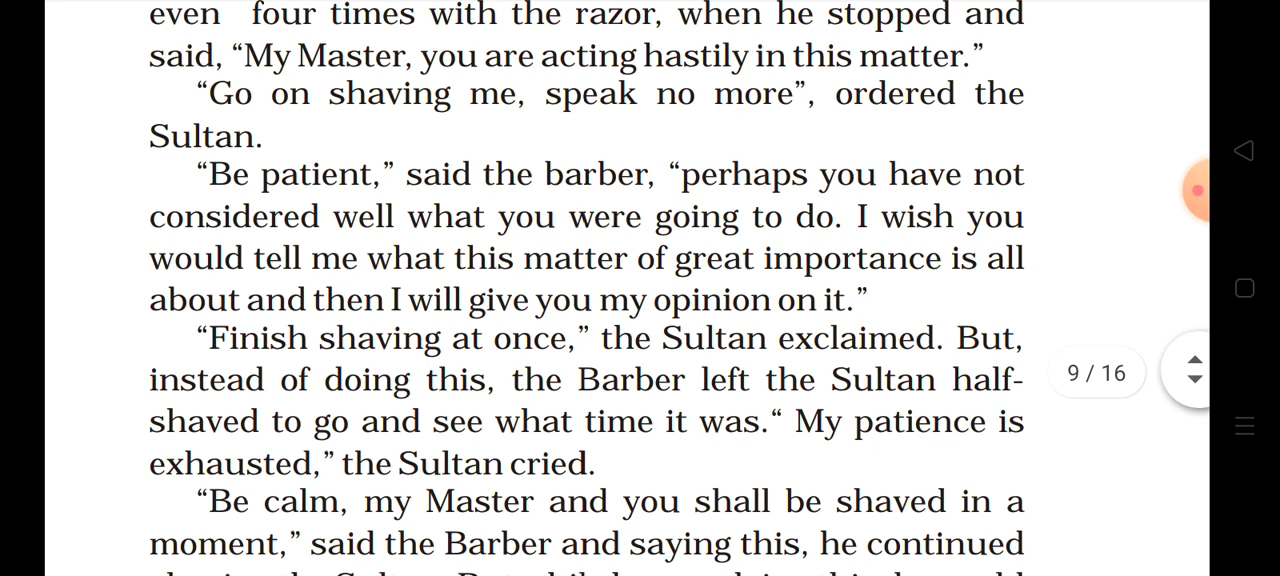 even four times with the razor, when he stopped and
said, “My Master, you are acting hastily in this matter.”
“Go on shaving me, speak no more”, ordered the
Sultan.
“Be patient,” said the barber, “perhaps you have not
considered well what you were going to do. I wish you
would tell me what this matter of great importance is all
about and then I will give you my opinion on it.”
“Finish shaving at once,” the Sultan exclaimed. But,
instead of doing this, the Barber left the Sultan half-
shaved to go and see what time it was.“ My patience is
exhausted,” the Sultan cried.
“Be calm, my Master and you shall be shaved in a
moment,” said the Barber and saying this, he continued
9 / 16